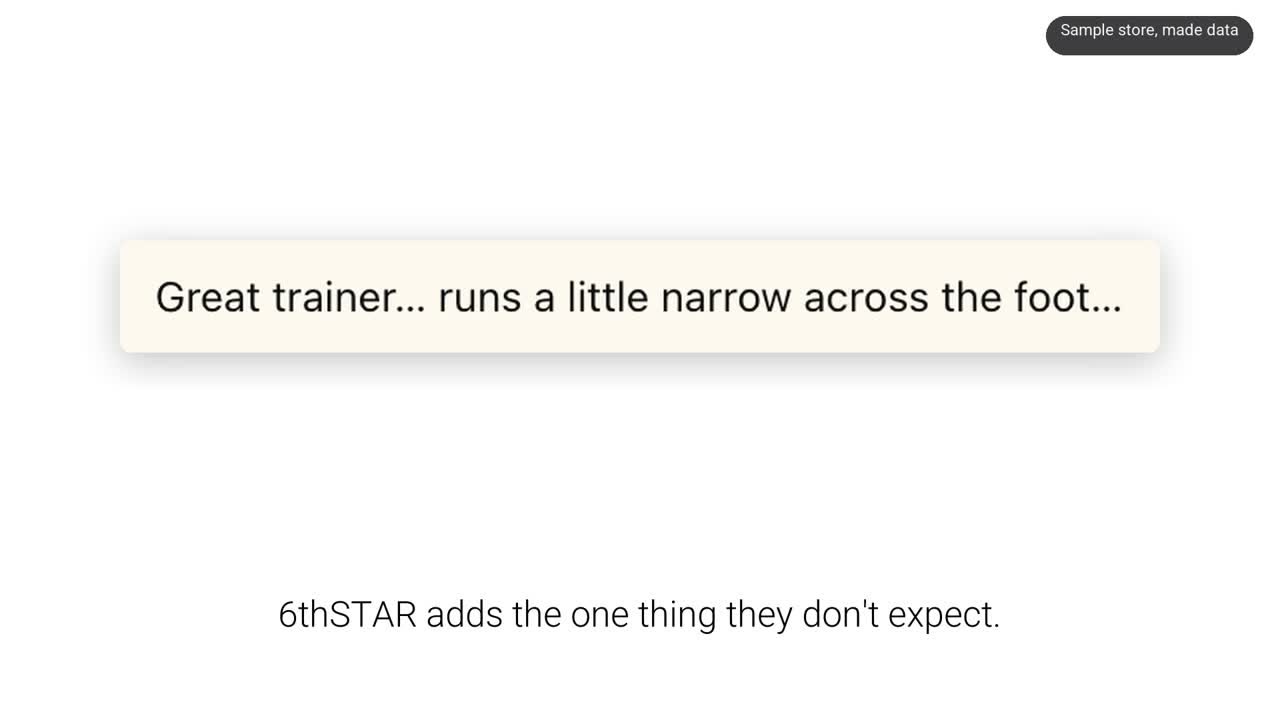 Sample store, made data
Great trainer... runs a little narrow across the foot...
6thSTAR adds the one thing they don't expect.